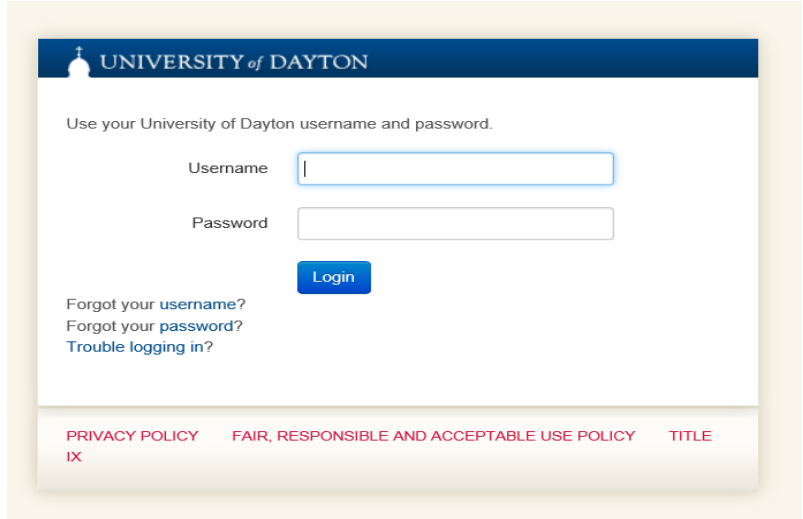 UNIVERSITY of DAYTON
Use your University of Dayton username and password.
Username
Password
Login
Forgot your username?
Forgot your password?
Trouble logging in?
PRIVACY POLICY FAIR, RESPONSIBLE AND ACCEPTABLE USE POLICY TITLE
IX